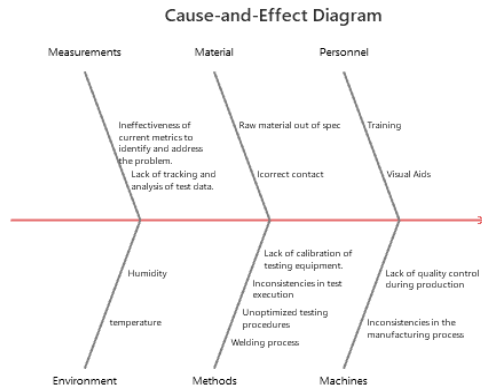 Cause-and-Effect Diagram
Measurements
Material
Personnel
Ineffectiveness of
current metrics to
identify and address
the problem.
Lack of tracking and
analysis of test data.
Raw material out of spec
Icorrect contact
Training
Visual Aids
Humidity
temperature
Lack of calibration of
testing equipment.
Inconsistencies in test
execution
Unoptimized testing
procedures
Welding process
Lack of quality control
during production
Inconsistencies in the
manufacturing process
Environment
Methods
Machines